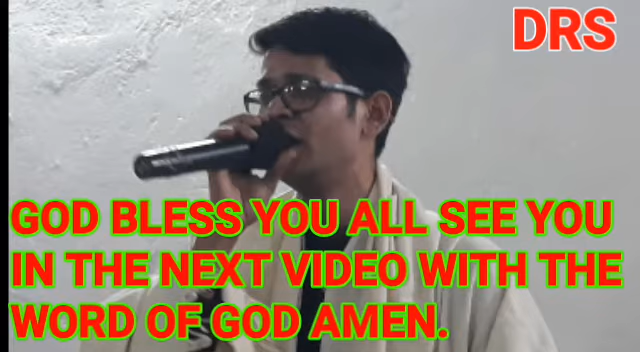 DRS
GOD BLESS YOU ALL SEE YOU
IN THE NEXT VIDEO WITH THE
WORD OF GOD AMEN.